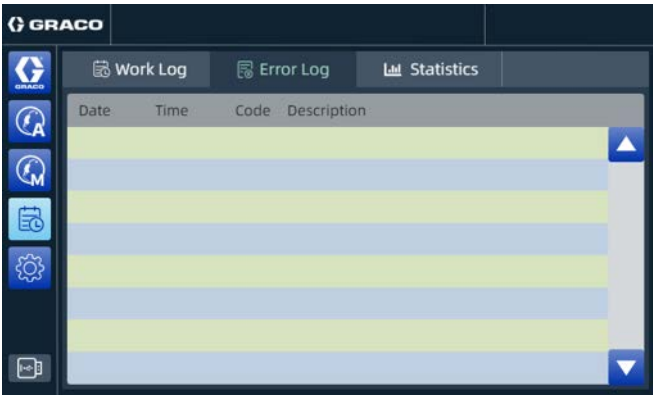 GRACO
GRACO
Work Log
Error Log
Statistics
Date Time Code Description
A
M